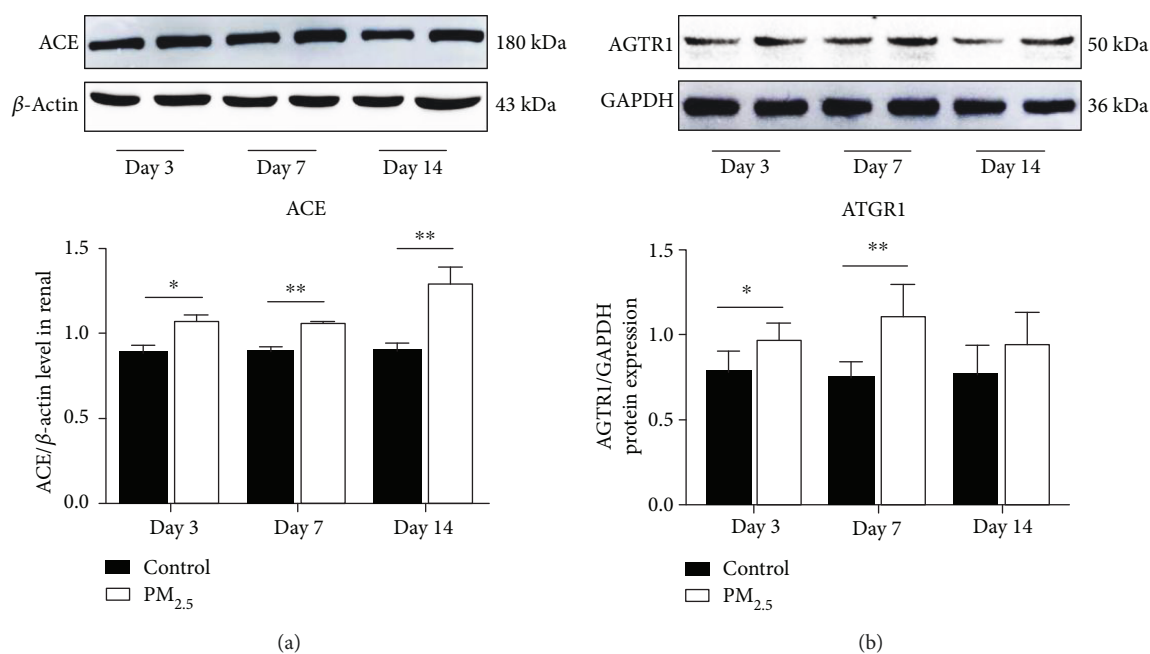 ACE 180 kDa
β-Actin 43 kDa
Day 3 Day 7 Day 14
ACE
ACE/β-actin level in renal
1.5
1.0
0.5
0.0
*
**
**
Day 3 Day 7 Day 14
Control
PM2.5
(a)
AGTR1 50 kDa
GAPDH 36 kDa
Day 3 Day 7 Day 14
ATGR1
AGTR1/GAPDH
protein expression
1.5
1.0
0.5
0.0
*
**
Day 3 Day 7 Day 14
Control
PM2.5
(b)